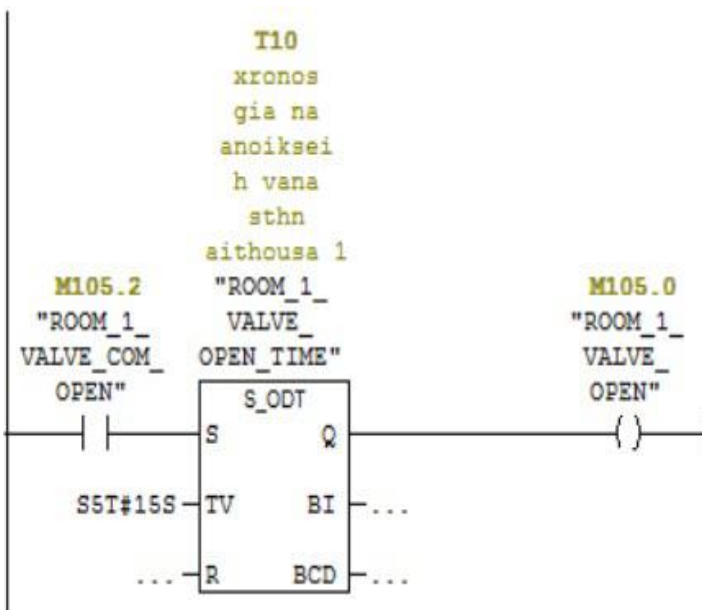 T10
xronos
gia na
anoiksei
h vana
sthn
aithousa 1
M105.2
"ROOM_1_
VALVE_COM_
OPEN"
"ROOM_1_
VALVE_
OPEN_TIME"
M105.0
"ROOM_1_
VALVE_
OPEN"
S_ODT
S
Q
S5T#15S
TV
BI
...
...
R
BCD
...